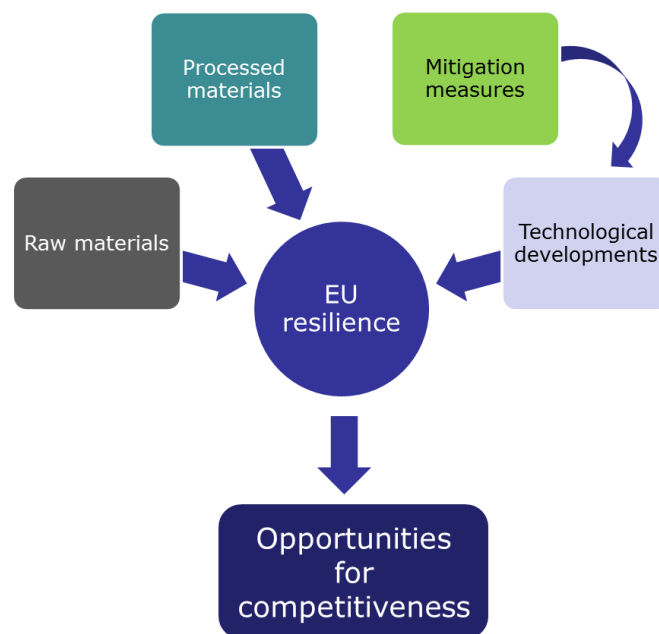 Processed
materials
Mitigation
measures
Raw materials
Technological
developments
EU
resilience
Opportunities
for
competitiveness